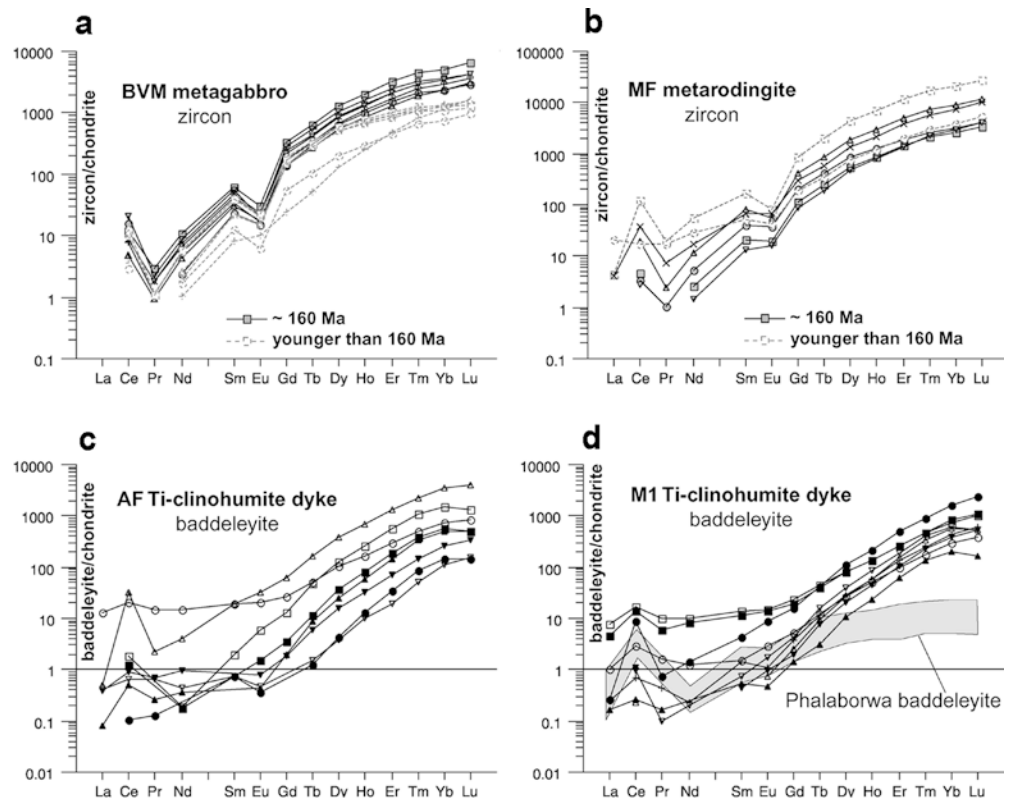 a
10000
1000
100
10
1
0.1
zircon/chondrite
BVM metagabbro
zircon
~ 160 Ma
younger than 160 Ma
La Ce Pr Nd Sm Eu Gd Tb Dy Ho Er Tm Yb Lu
b
100000
10000
1000
100
10
1
0.1
zircon/chondrite
MF metarodingite
zircon
~ 160 Ma
younger than 160 Ma
La Ce Pr Nd Sm Eu Gd Tb Dy Ho Er Tm Yb Lu
c
10000
1000
100
10
1
0.1
0.01
baddeleyite/chondrite
AF Ti-clinohumite dyke
baddeleyite
La Ce Pr Nd Sm Eu Gd Tb Dy Ho Er Tm Yb Lu
d
10000
1000
100
10
1
0.1
0.01
baddeleyite/chondrite
M1 Ti-clinohumite dyke
baddeleyite
Phalaborwa baddeleyite
La Ce Pr Nd Sm Eu Gd Tb Dy Ho Er Tm Yb Lu